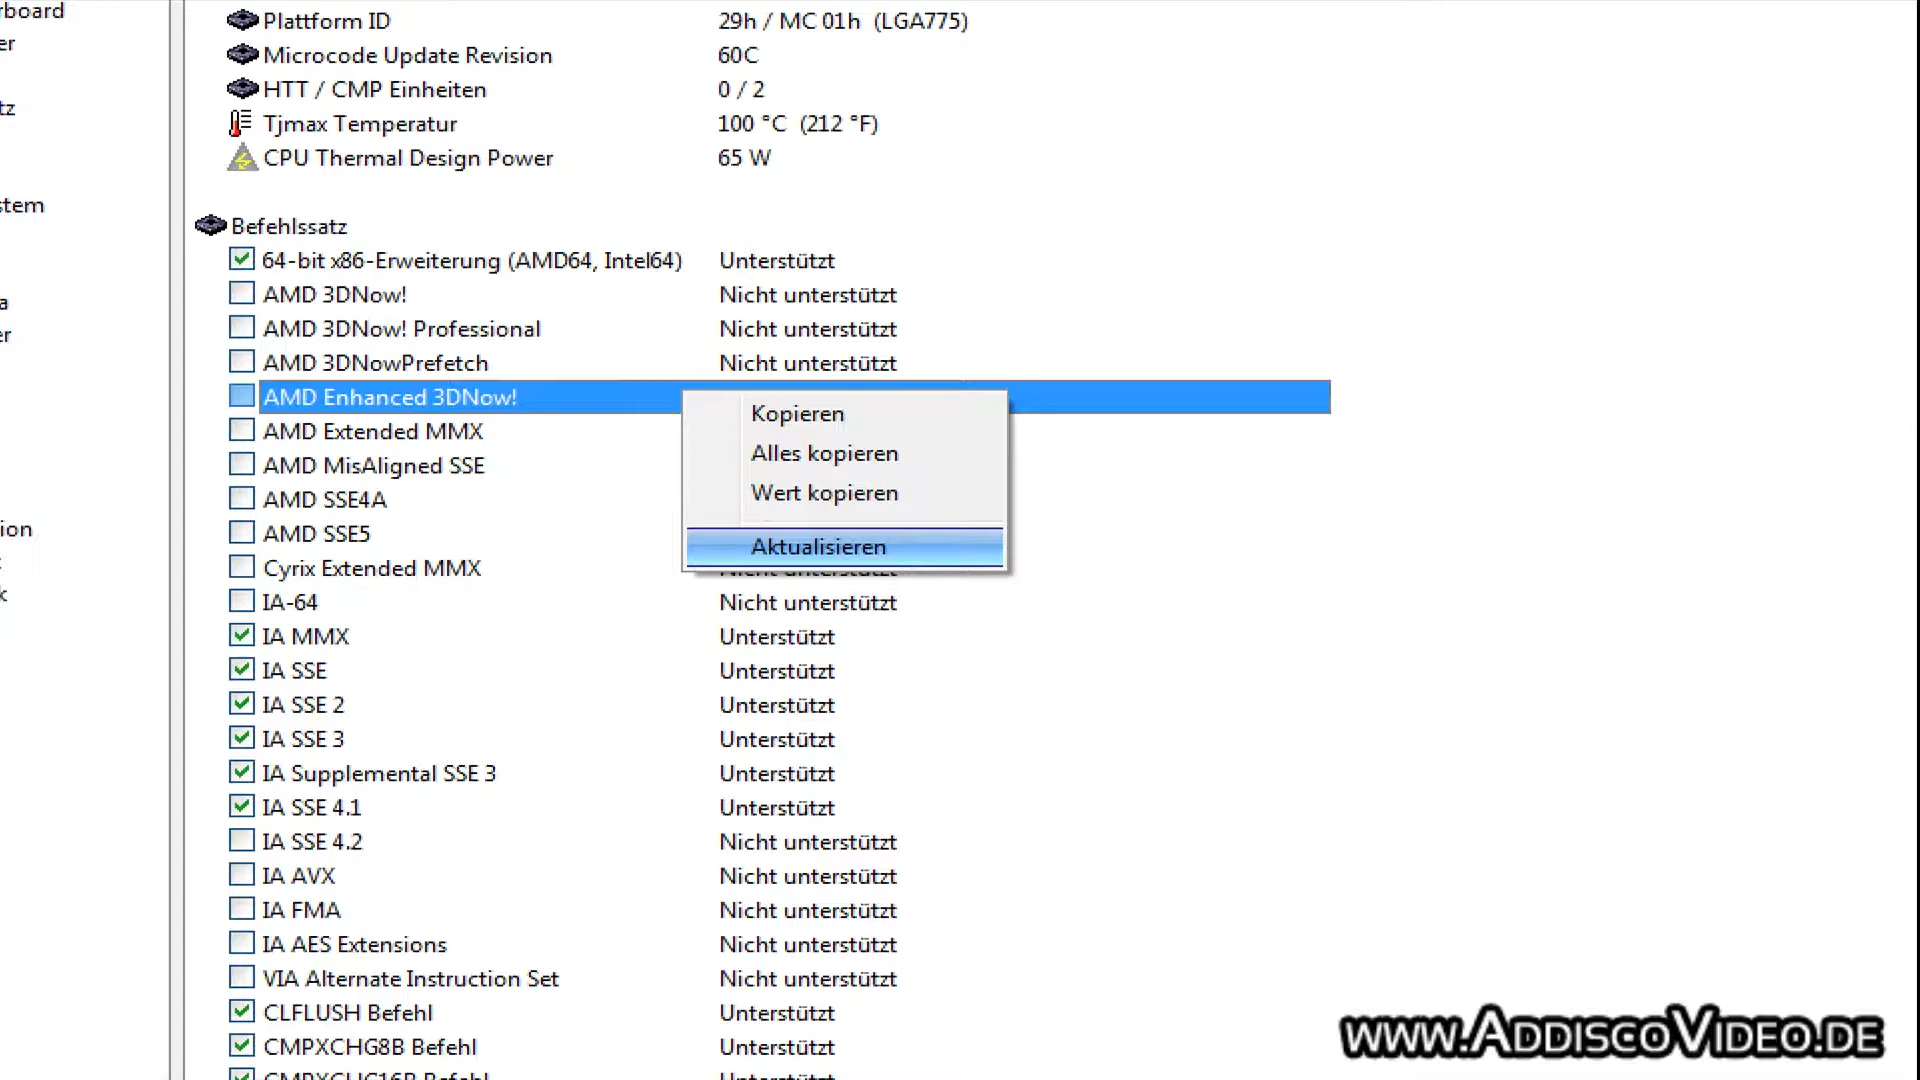 rboard
Plattform ID 29h / MC 01h (LGA775)
er
Microcode Update Revision 60C
HTT / CMP Einheiten 0 / 2
tz
Tjmax Temperatur 100 °C (212 °F)
CPU Thermal Design Power 65 W
stem
Befehlssatz
64-bit x86-Erweiterung (AMD64, Intel64) Unterstützt
a
AMD 3DNow! Nicht unterstützt
er
AMD 3DNow! Professional Nicht unterstützt
AMD 3DNowPrefetch Nicht unterstützt
AMD Enhanced 3DNow!
Kopieren
AMD Extended MMX
Alles kopieren
AMD MisAligned SSE
Wert kopieren
AMD SSE4A
ion
AMD SSE5
Aktualisieren
Cyrix Extended MMX Nicht unterstützt
k
IA-64 Nicht unterstützt
IA MMX Unterstützt
IA SSE Unterstützt
IA SSE 2 Unterstützt
IA SSE 3 Unterstützt
IA Supplemental SSE 3 Unterstützt
IA SSE 4.1 Unterstützt
IA SSE 4.2 Nicht unterstützt
IA AVX Nicht unterstützt
IA FMA Nicht unterstützt
IA AES Extensions Nicht unterstützt
VIA Alternate Instruction Set Nicht unterstützt
CLFLUSH Befehl Unterstützt
CMPXCHG8B Befehl Unterstützt
CMPXCHG16B Befehl Unterstützt
www.AddiscoVideo.de